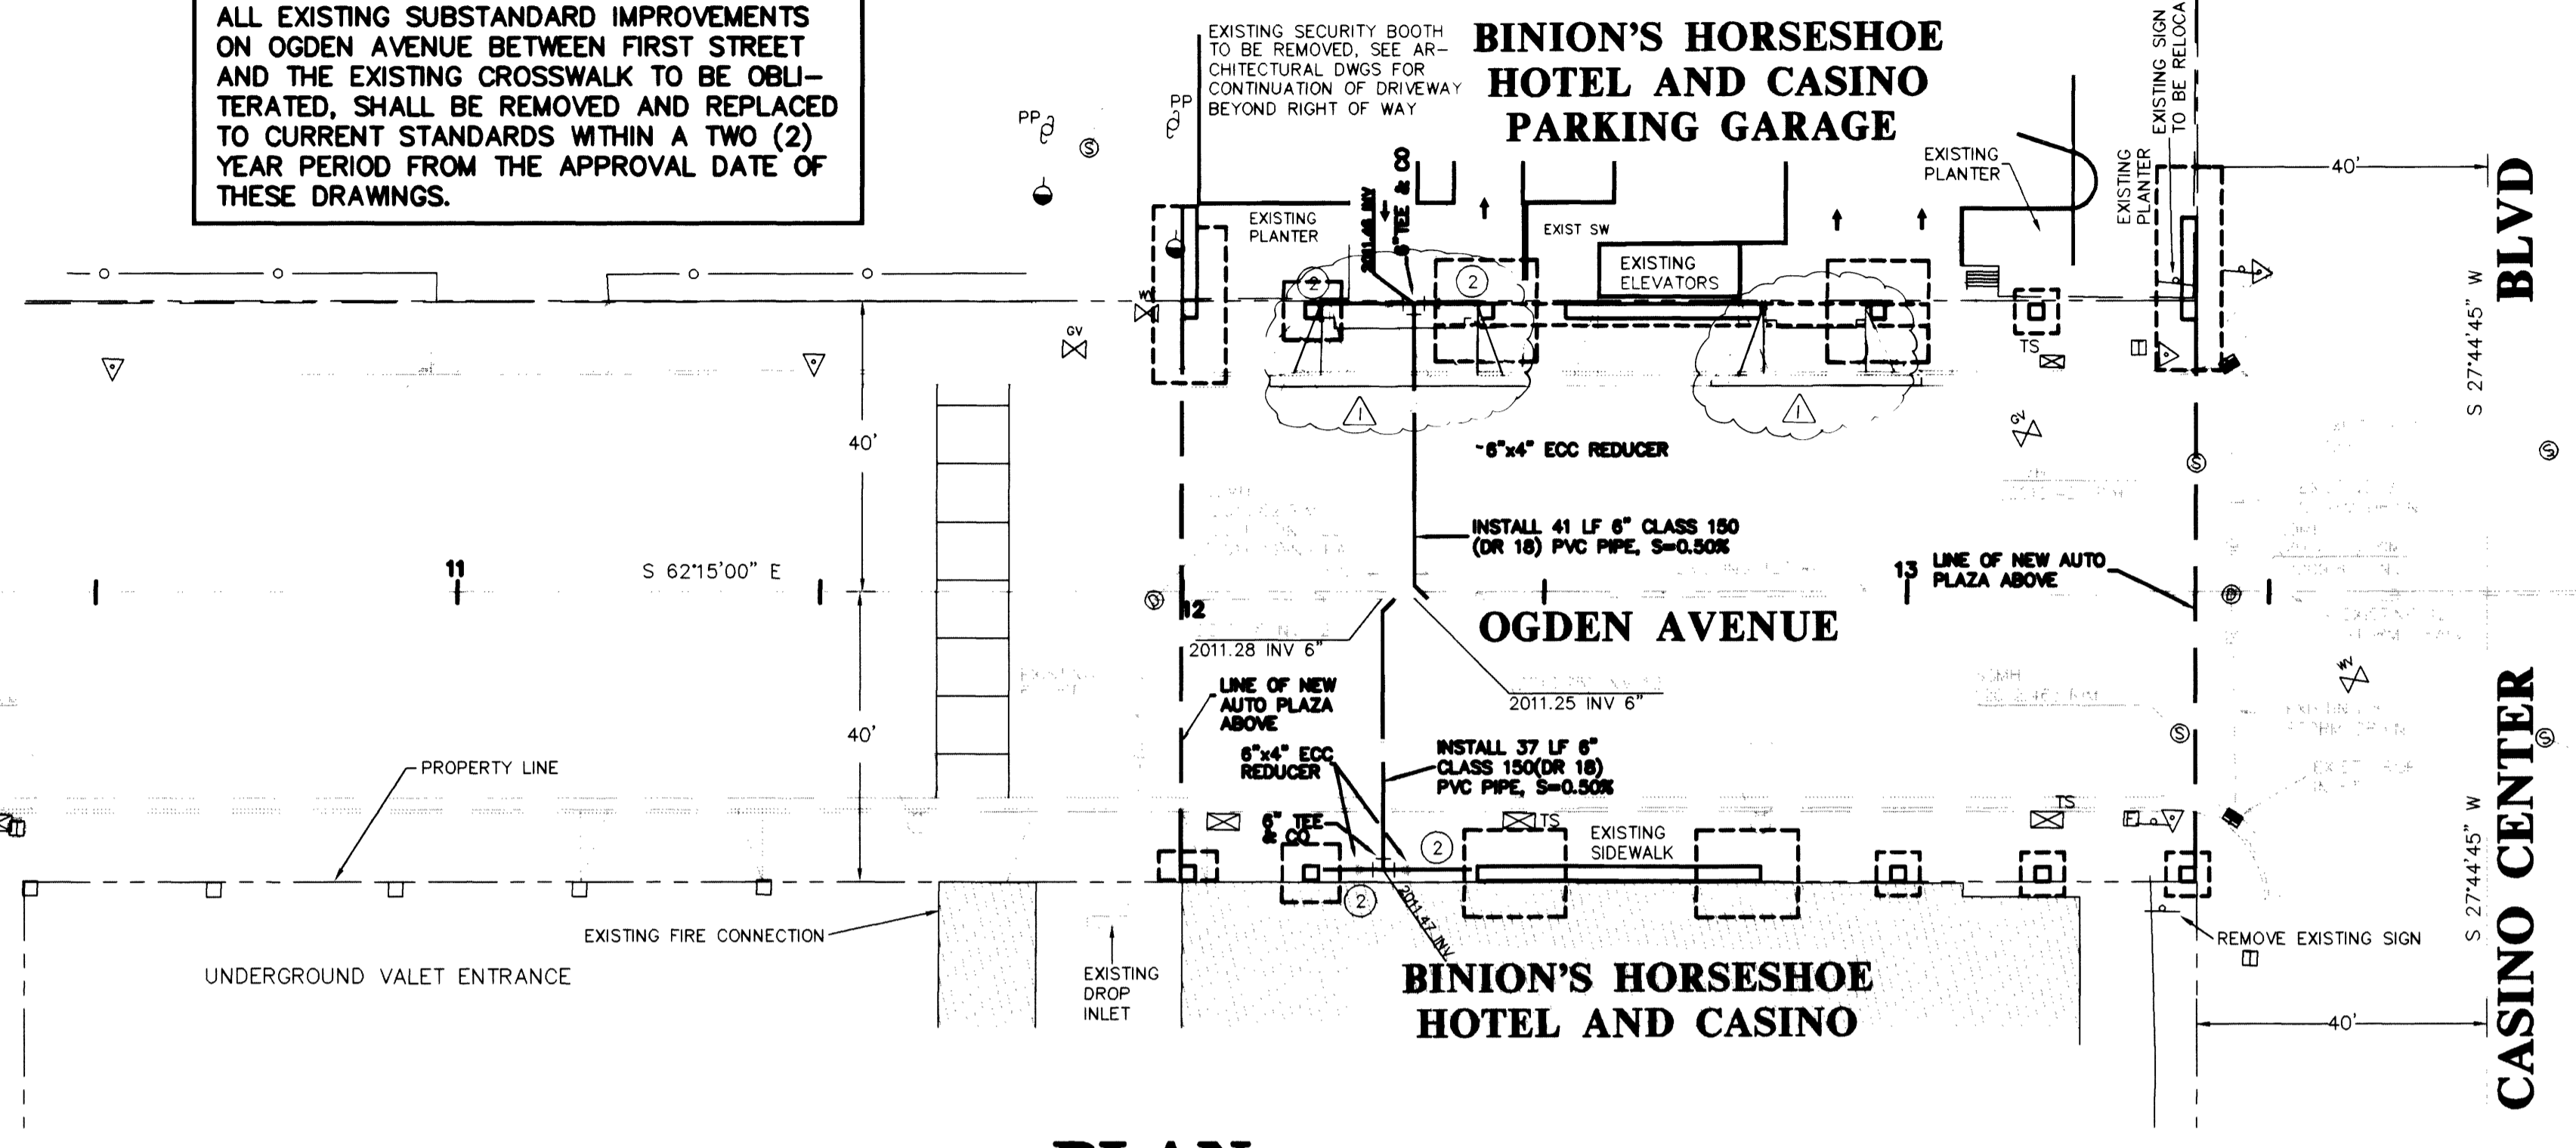 ALL EXISTING SUBSTANDARD IMPROVEMENTS
ON OGDEN AVENUE BETWEEN FIRST STREET
AND THE EXISTING CROSSWALK TO BE OBLI-
TERATED, SHALL BE REMOVED AND REPLACED
TO CURRENT STANDARDS WITHIN A TWO (2)
YEAR PERIOD FROM THE APPROVAL DATE OF
THESE DRAWINGS.
EXISTING SECURITY BOOTH
TO BE REMOVED, SEE AR-
CHITECTURAL DWGS FOR
CONTINUATION OF DRIVEWAY
BEYOND RIGHT OF WAY
BINION'S HORSESHOE
HOTEL AND CASINO
PARKING GARAGE
EXISTING SIGN
TO BE RELOCA
PP
PP
S
EXISTING
PLANTER
6" TEE & CO
EXIST SW
EXISTING
ELEVATORS
EXISTING
PLANTER
EXISTING
PLANTER
40'
BLVD
S 27°44'45" W
WV
GV
2
2
TS
1
1
GV
40'
6"x4" ECC REDUCER
S
S
INSTALL 41 LF 6" CLASS 150
(DR 18) PVC PIPE, S=0.50%
11
S 62°15'00" E
D
12
13
LINE OF NEW AUTO
PLAZA ABOVE
D
OGDEN AVENUE
2011.28 INV 6"
2011.25 INV 6"
LINE OF NEW
AUTO PLAZA
ABOVE
WV
40'
PROPERTY LINE
6"x4" ECC
REDUCER
INSTALL 37 LF 6"
CLASS 150(DR 18)
PVC PIPE, S=0.50%
S
S
6" TEE
& CO
2
TS
EXISTING
SIDEWALK
TS
F
2
2011.47 INV
EXISTING FIRE CONNECTION
UNDERGROUND VALET ENTRANCE
EXISTING
DROP
INLET
BINION'S HORSESHOE
HOTEL AND CASINO
REMOVE EXISTING SIGN
S 27°44'45" W
40'
CASINO CENTER
PLAN